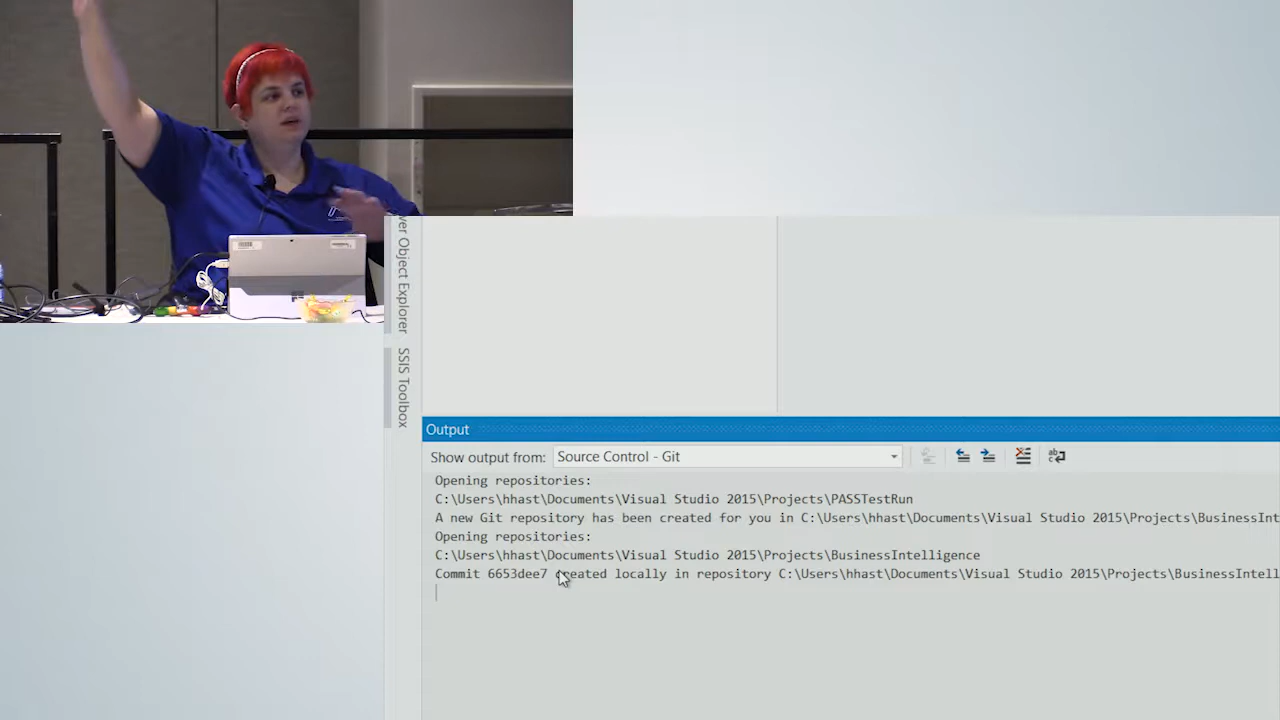 ver Object Explorer
SSIS Toolbox
Output
Show output from: Source Control - Git
Opening repositories:
C:\Users\hhast\Documents\Visual Studio 2015\Projects\PASSTestRun
A new Git repository has been created for you in C:\Users\hhast\Documents\Visual Studio 2015\Projects\BusinessInt
Opening repositories:
C:\Users\hhast\Documents\Visual Studio 2015\Projects\BusinessIntelligence
Commit 6653dee7 created locally in repository C:\Users\hhast\Documents\Visual Studio 2015\Projects\BusinessIntell